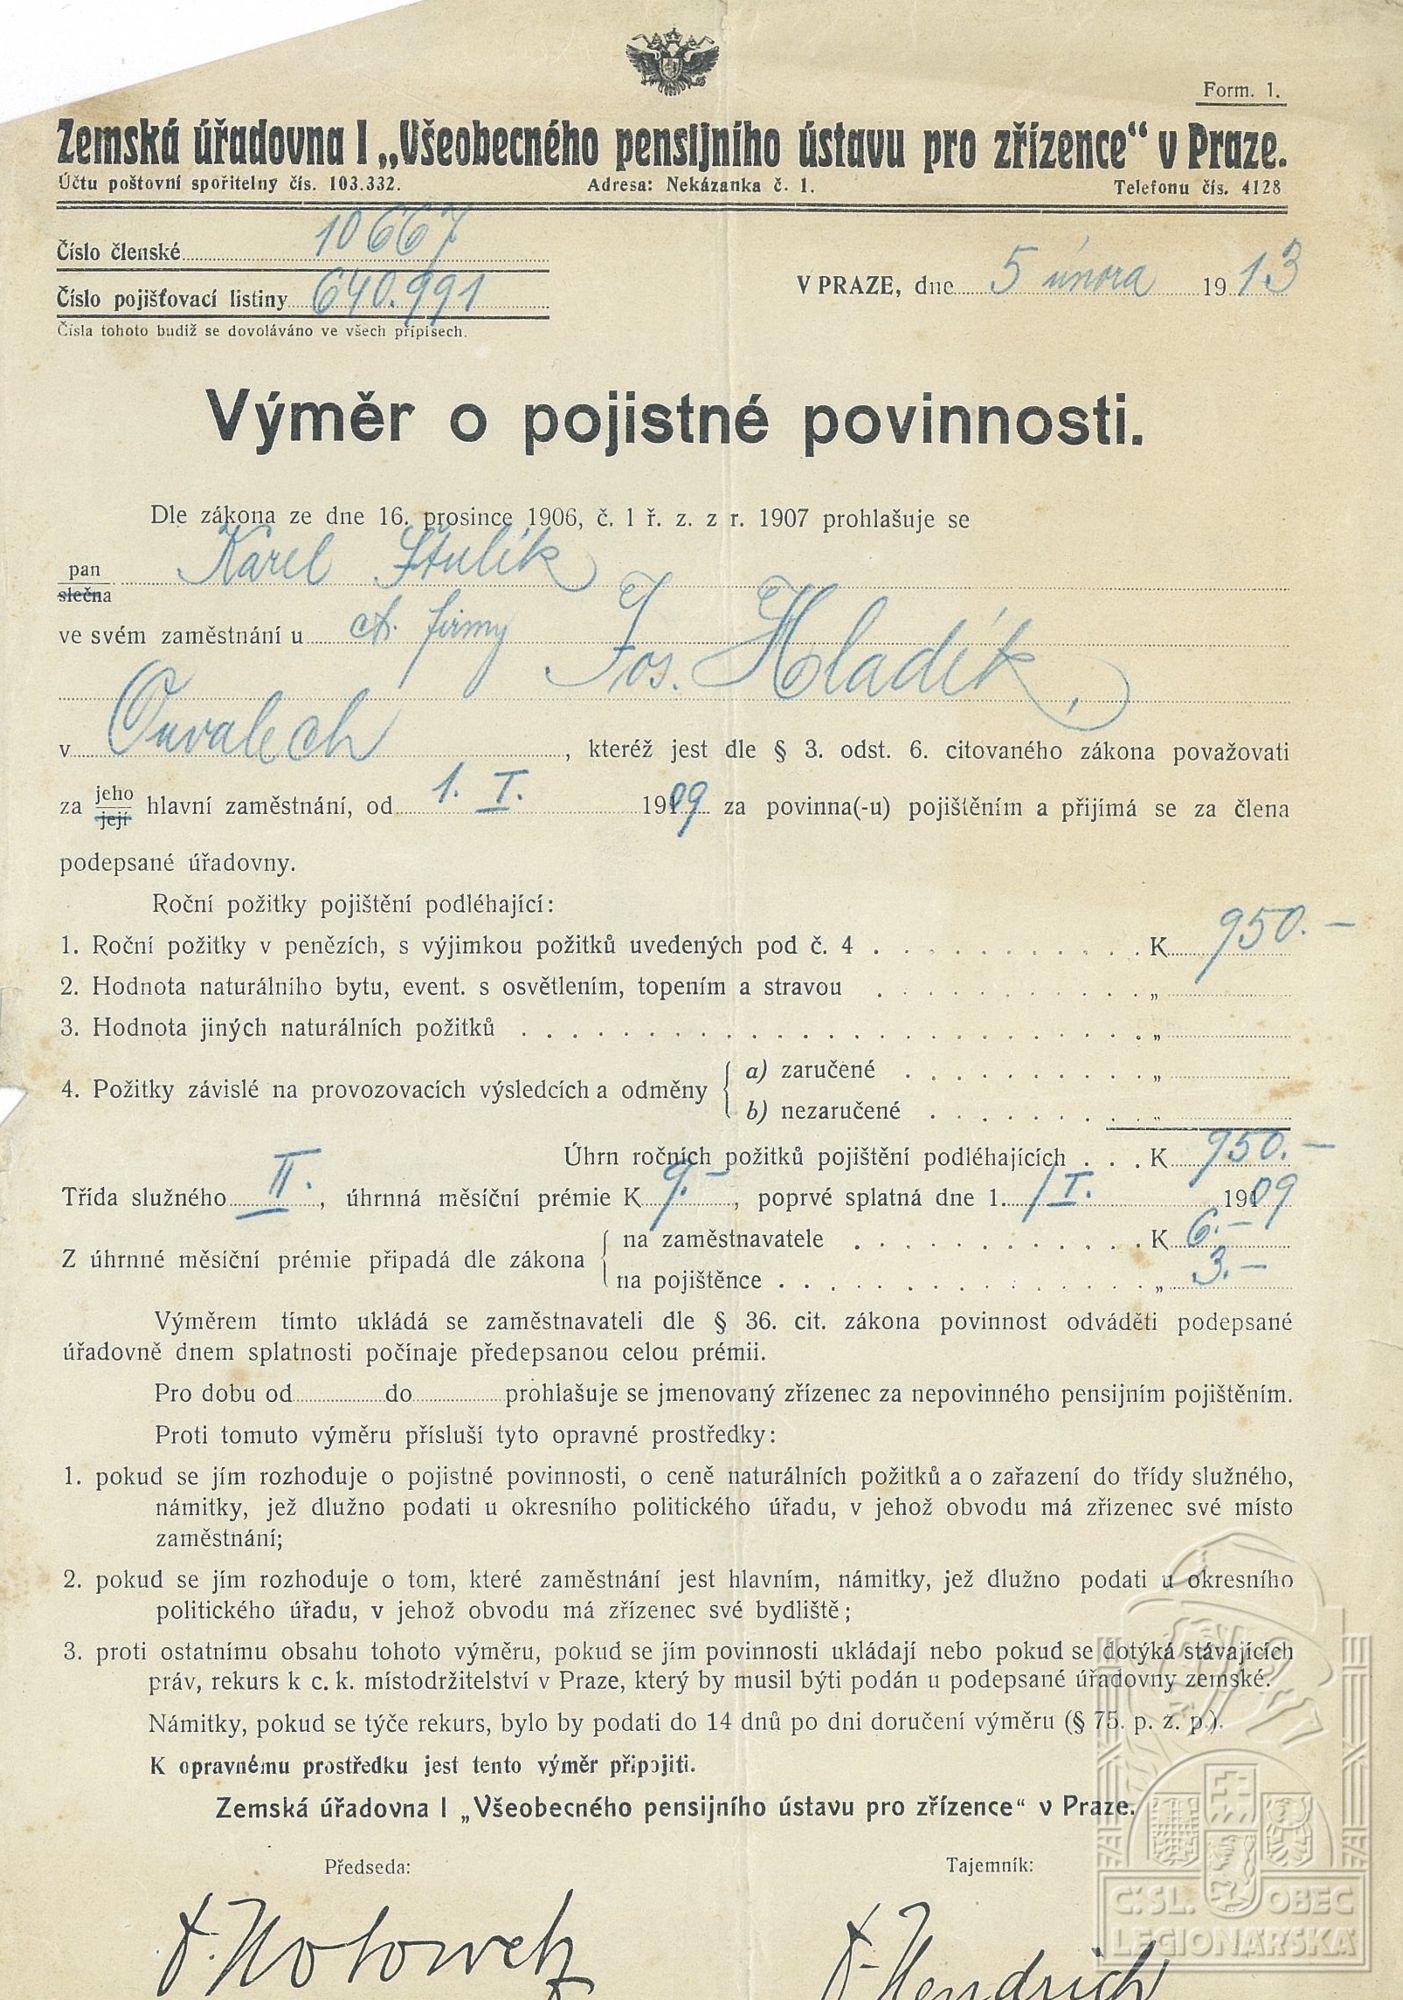 Form. 1.
Zemská úřadovna I „Všeobecného pensijního ústavu pro zřízence“ v Praze.
Účtu poštovní spořitelny čís. 103.332. Adresa: Nekázanka č. 1. Telefonu čís. 4128
Číslo členské 10667
Číslo pojišťovací listiny 640.991
V PRAZE, dne 5 února 1913
Čísla tohoto budiž se dovoláváno ve všech přípisech.
Výměr o pojistné povinnosti.
Dle zákona ze dne 16. prosince 1906, č. 1 ř. z. z r. 1907 prohlašuje se
pan Karel Štulík
slečna
ve svém zaměstnání u ct. firmy Jos. Hladík,
v Ouvalech, kteréž jest dle § 3. odst. 6. citovaného zákona považovati
za jeho její hlavní zaměstnání, od 1. I. 1909 za povinna(-u) pojištěním a přijímá se za člena
podepsané úřadovny.
Roční požitky pojištění podléhající:
1. Roční požitky v penězích, s výjimkou požitků uvedených pod č. 4 . . . . . . . . . . . K 950.—
2. Hodnota naturálního bytu, event. s osvětlením, topením a stravou . . . . . . . . . . . „
3. Hodnota jiných naturálních požitků . . . . . . . . . . . . . . . . . . . . „
4. Požitky závislé na provozovacích výsledcích a odměny { a) zaručené . . . . . . . . . . „
b) nezaručené . . . . . . . . . „
Úhrn ročních požitků pojištění podléhajících . . . K 950.—
Třída služného II., úhrnná měsíční prémie K 9.—, poprvé splatná dne 1. I. 1909
Z úhrnné měsíční prémie připadá dle zákona { na zaměstnavatele . . . . . . . . . . . . K 6.—
na pojištěnce . . . . . . . . . . . . . . . „ 3.—
Výměrem tímto ukládá se zaměstnavateli dle § 36. cit. zákona povinnost odváděti podepsané
úřadovně dnem splatnosti počínaje předepsanou celou prémii.
Pro dobu od do prohlašuje se jmenovaný zřízenec za nepovinného pensijním pojištěním.
Proti tomuto výměru přísluší tyto opravné prostředky:
1. pokud se jím rozhoduje o pojistné povinnosti, o ceně naturálních požitků a o zařazení do třídy služného,
námitky, jež dlužno podati u okresního politického úřadu, v jehož obvodu má zřízenec své místo
zaměstnání;
2. pokud se jím rozhoduje o tom, které zaměstnání jest hlavním, námitky, jež dlužno podati u okresního
politického úřadu, v jehož obvodu má zřízenec své bydliště;
3. proti ostatnímu obsahu tohoto výměru, pokud se jím povinnosti ukládají nebo pokud se dotýká stávajících
práv, rekurs k c. k. místodržitelství v Praze, který by musil býti podán u podepsané úřadovny zemské.
Námitky, pokud se týče rekurs, bylo by podati do 14 dnů po dni doručení výměru (§ 75. p. z. p.).
K opravnému prostředku jest tento výměr připojiti.
Zemská úřadovna I „Všeobecného pensijního ústavu pro zřízence“ v Praze.
Předseda: Tajemník:
Hendrich
Č.SL. OBEC
LEGIONÁŘSKÁ